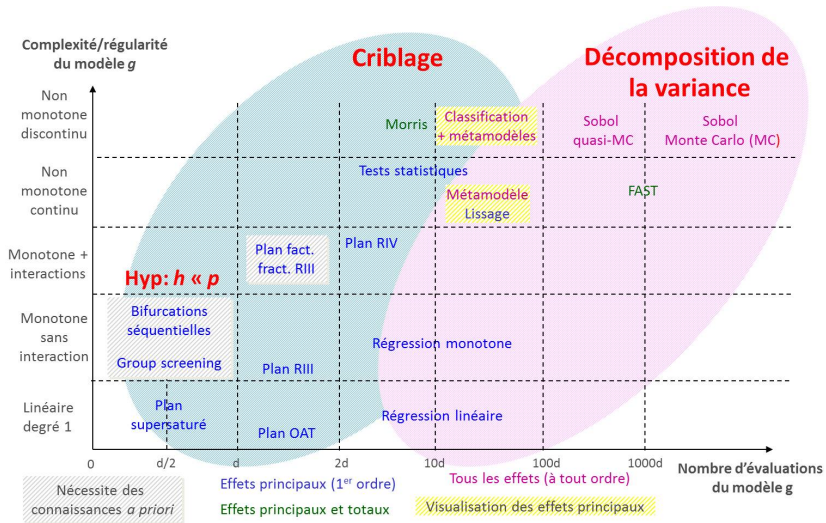 Complexité/régularité
du modèle g
Criblage
Décomposition de
la variance
Non
monotone
discontinu
Morris
Classification
+ métamodèles
Sobol
quasi-MC
Sobol
Monte Carlo (MC)
Non
monotone
continu
Tests statistiques
Métamodèle
Lissage
FAST
Monotone +
interactions
Plan fact.
fract. RIII
Plan RIV
Hyp: h « p
Monotone
sans
interaction
Bifurcations
séquentielles
Group screening
Plan RIII
Régression monotone
Linéaire
degré 1
Plan
supersaturé
Plan OAT
Régression linéaire
0
d/2
d
2d
10d
100d
1000d
Nombre d'évaluations
du modèle g
Nécessite des
connaissances a priori
Effets principaux (1er ordre)
Effets principaux et totaux
Tous les effets (à tout ordre)
Visualisation des effets principaux